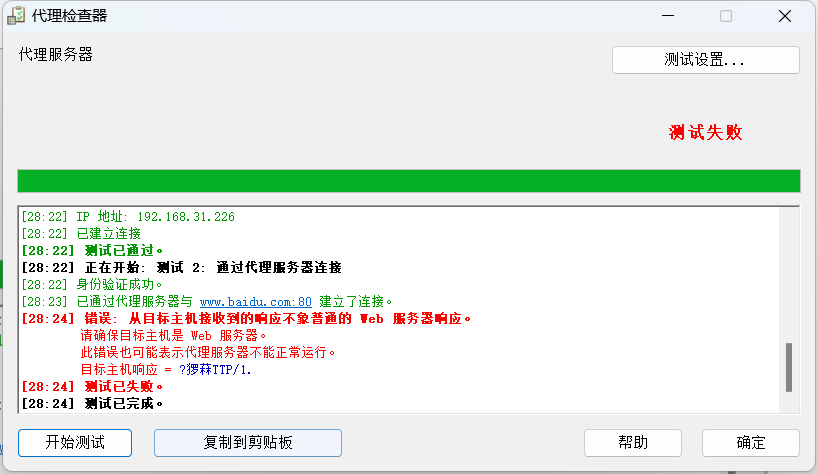 代理检查器
代理服务器
测试设置...
测试失败
[28:22] IP 地址: 192.168.31.226
[28:22] 已建立连接
[28:22] 测试已通过。
[28:22] 正在开始: 测试 2: 通过代理服务器连接
[28:22] 身份验证成功。
[28:23] 已通过代理服务器与 www.baidu.com:80 建立了连接。
[28:24] 错误: 从目标主机接收到的响应不象普通的 Web 服务器响应。
请确保目标主机是 Web 服务器。
此错误也可能表示代理服务器不能正常运行。
目标主机响应 = ?猡菻TTP/1.
[28:24] 测试已失败。
[28:24] 测试已完成。
开始测试
复制到剪贴板
帮助
确定